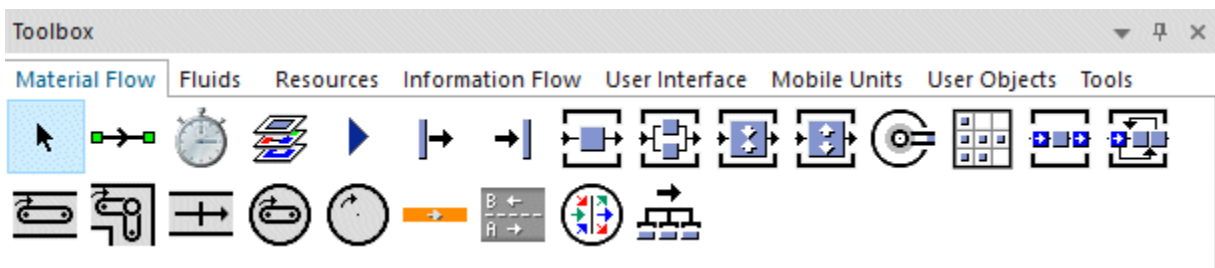 Toolbox
Material Flow Fluids Resources Information Flow User Interface Mobile Units User Objects Tools
B
A